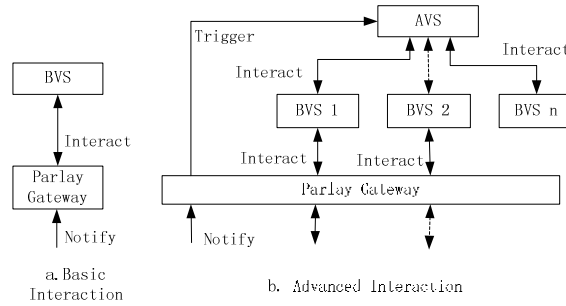 BVS
Interact
Parlay
Gateway
Notify
a. Basic
Interaction
AVS
Trigger
Interact
Interact
BVS 1
BVS 2
BVS n
Interact
Interact
Parlay Gateway
Notify
b. Advanced Interaction